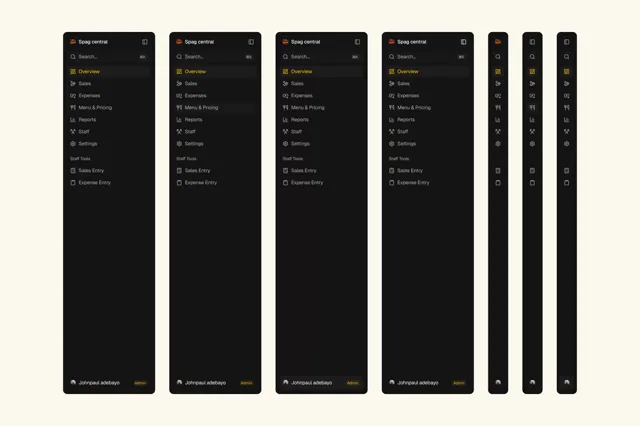 Spag central
Search...
⌘K
Overview
Sales
Expenses
Menu & Pricing
Reports
Staff
Settings
Staff Tools
Sales Entry
Expense Entry
Johnpaul adebayo
Admin
Spag central
Search...
⌘K
Overview
Sales
Expenses
Menu & Pricing
Reports
Staff
Settings
Staff Tools
Sales Entry
Expense Entry
Johnpaul adebayo
Admin
Spag central
Search...
Overview
Sales
Expenses
Menu & Pricing
Reports
Staff
Settings
Staff Tools
Sales Entry
Expense Entry
Johnpaul adebayo
Admin
Spag central
Search...
⌘K
Overview
Sales
Expenses
Menu & Pricing
Reports
Staff
Settings
Staff Tools
Sales Entry
Expense Entry
Johnpaul adebayo
Admin